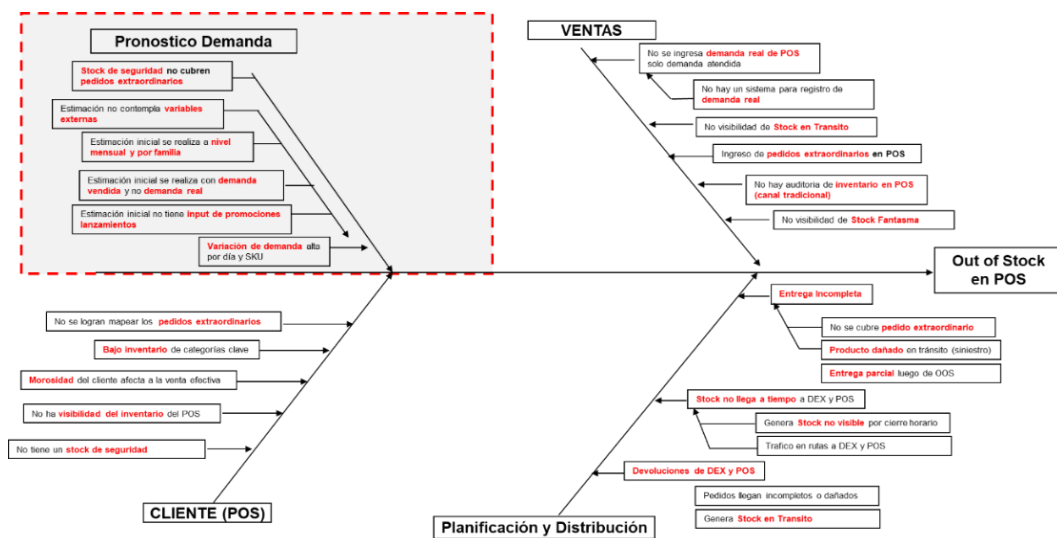 Pronostico Demanda
Stock de seguridad no cubren
pedidos extraordinarios
Estimación no contempla variables
externas
Estimación inicial se realiza a nivel
mensual y por familia
Estimación inicial se realiza con demanda
vendida y no demanda real
Estimación inicial no tiene input de promociones
lanzamientos
Variación de demanda alta
por día y SKU
VENTAS
No se ingresa demanda real de POS
solo demanda atendida
No hay un sistema para registro de
demanda real
No visibilidad de Stock en Transito
Ingreso de pedidos extraordinarios en POS
No hay auditoria de inventario en POS
(canal tradicional)
No visibilidad de Stock Fantasma
Out of Stock
en POS
No se logran mapear los pedidos extraordinarios
Bajo inventario de categorías clave
Morosidad del cliente afecta a la venta efectiva
No ha visibilidad del inventario del POS
No tiene un stock de seguridad
CLIENTE (POS)
Entrega Incompleta
No se cubre pedido extraordinario
Producto dañado en tránsito (siniestro)
Entrega parcial luego de OOS
Stock no llega a tiempo a DEX y POS
Genera Stock no visible por cierre horario
Trafico en rutas a DEX y POS
Devoluciones de DEX y POS
Pedidos llegan incompletos o dañados
Genera Stock en Transito
Planificación y Distribución